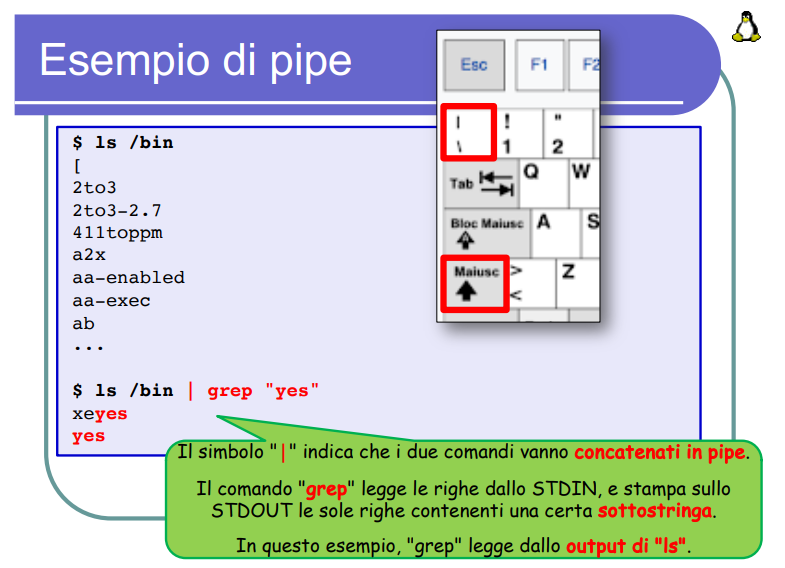 Esempio di pipe
Esc F1 F2
| ! "
\ 1 2
Tab Q W
Bloc Maiusc A S
Maiusc > Z
<
$ ls /bin
[
2to3
2to3-2.7
411toppm
a2x
aa-enabled
aa-exec
ab
...
$ ls /bin | grep "yes"
xeyes
yes
Il simbolo "|" indica che i due comandi vanno concatenati in pipe.
Il comando "grep" legge le righe dallo STDIN, e stampa sullo
STDOUT le sole righe contenenti una certa sottostringa.
In questo esempio, "grep" legge dallo output di "ls".